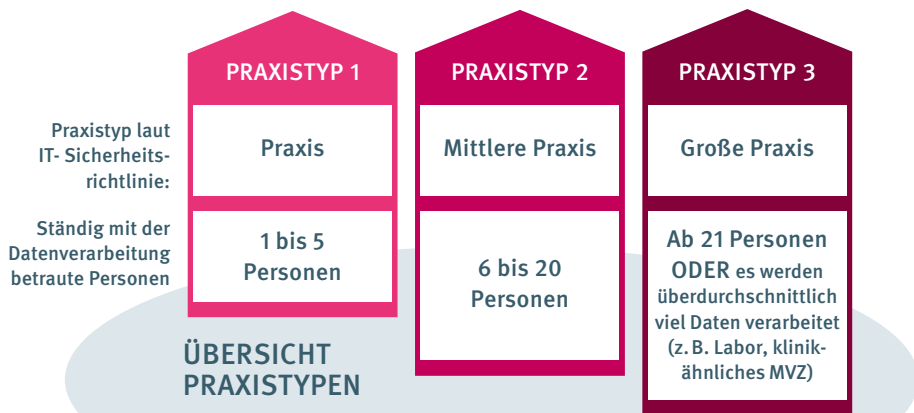 PRAXISTYP 1
PRAXISTYP 2
PRAXISTYP 3
Praxistyp laut
IT- Sicherheits-
richtlinie:
Praxis
Mittlere Praxis
Große Praxis
Ständig mit der
Datenverarbeitung
betraute Personen
1 bis 5
Personen
6 bis 20
Personen
Ab 21 Personen
ODER es werden
überdurchschnittlich
viel Daten verarbeitet
(z. B. Labor, klinik-
ähnliches MVZ)
ÜBERSICHT
PRAXISTYPEN